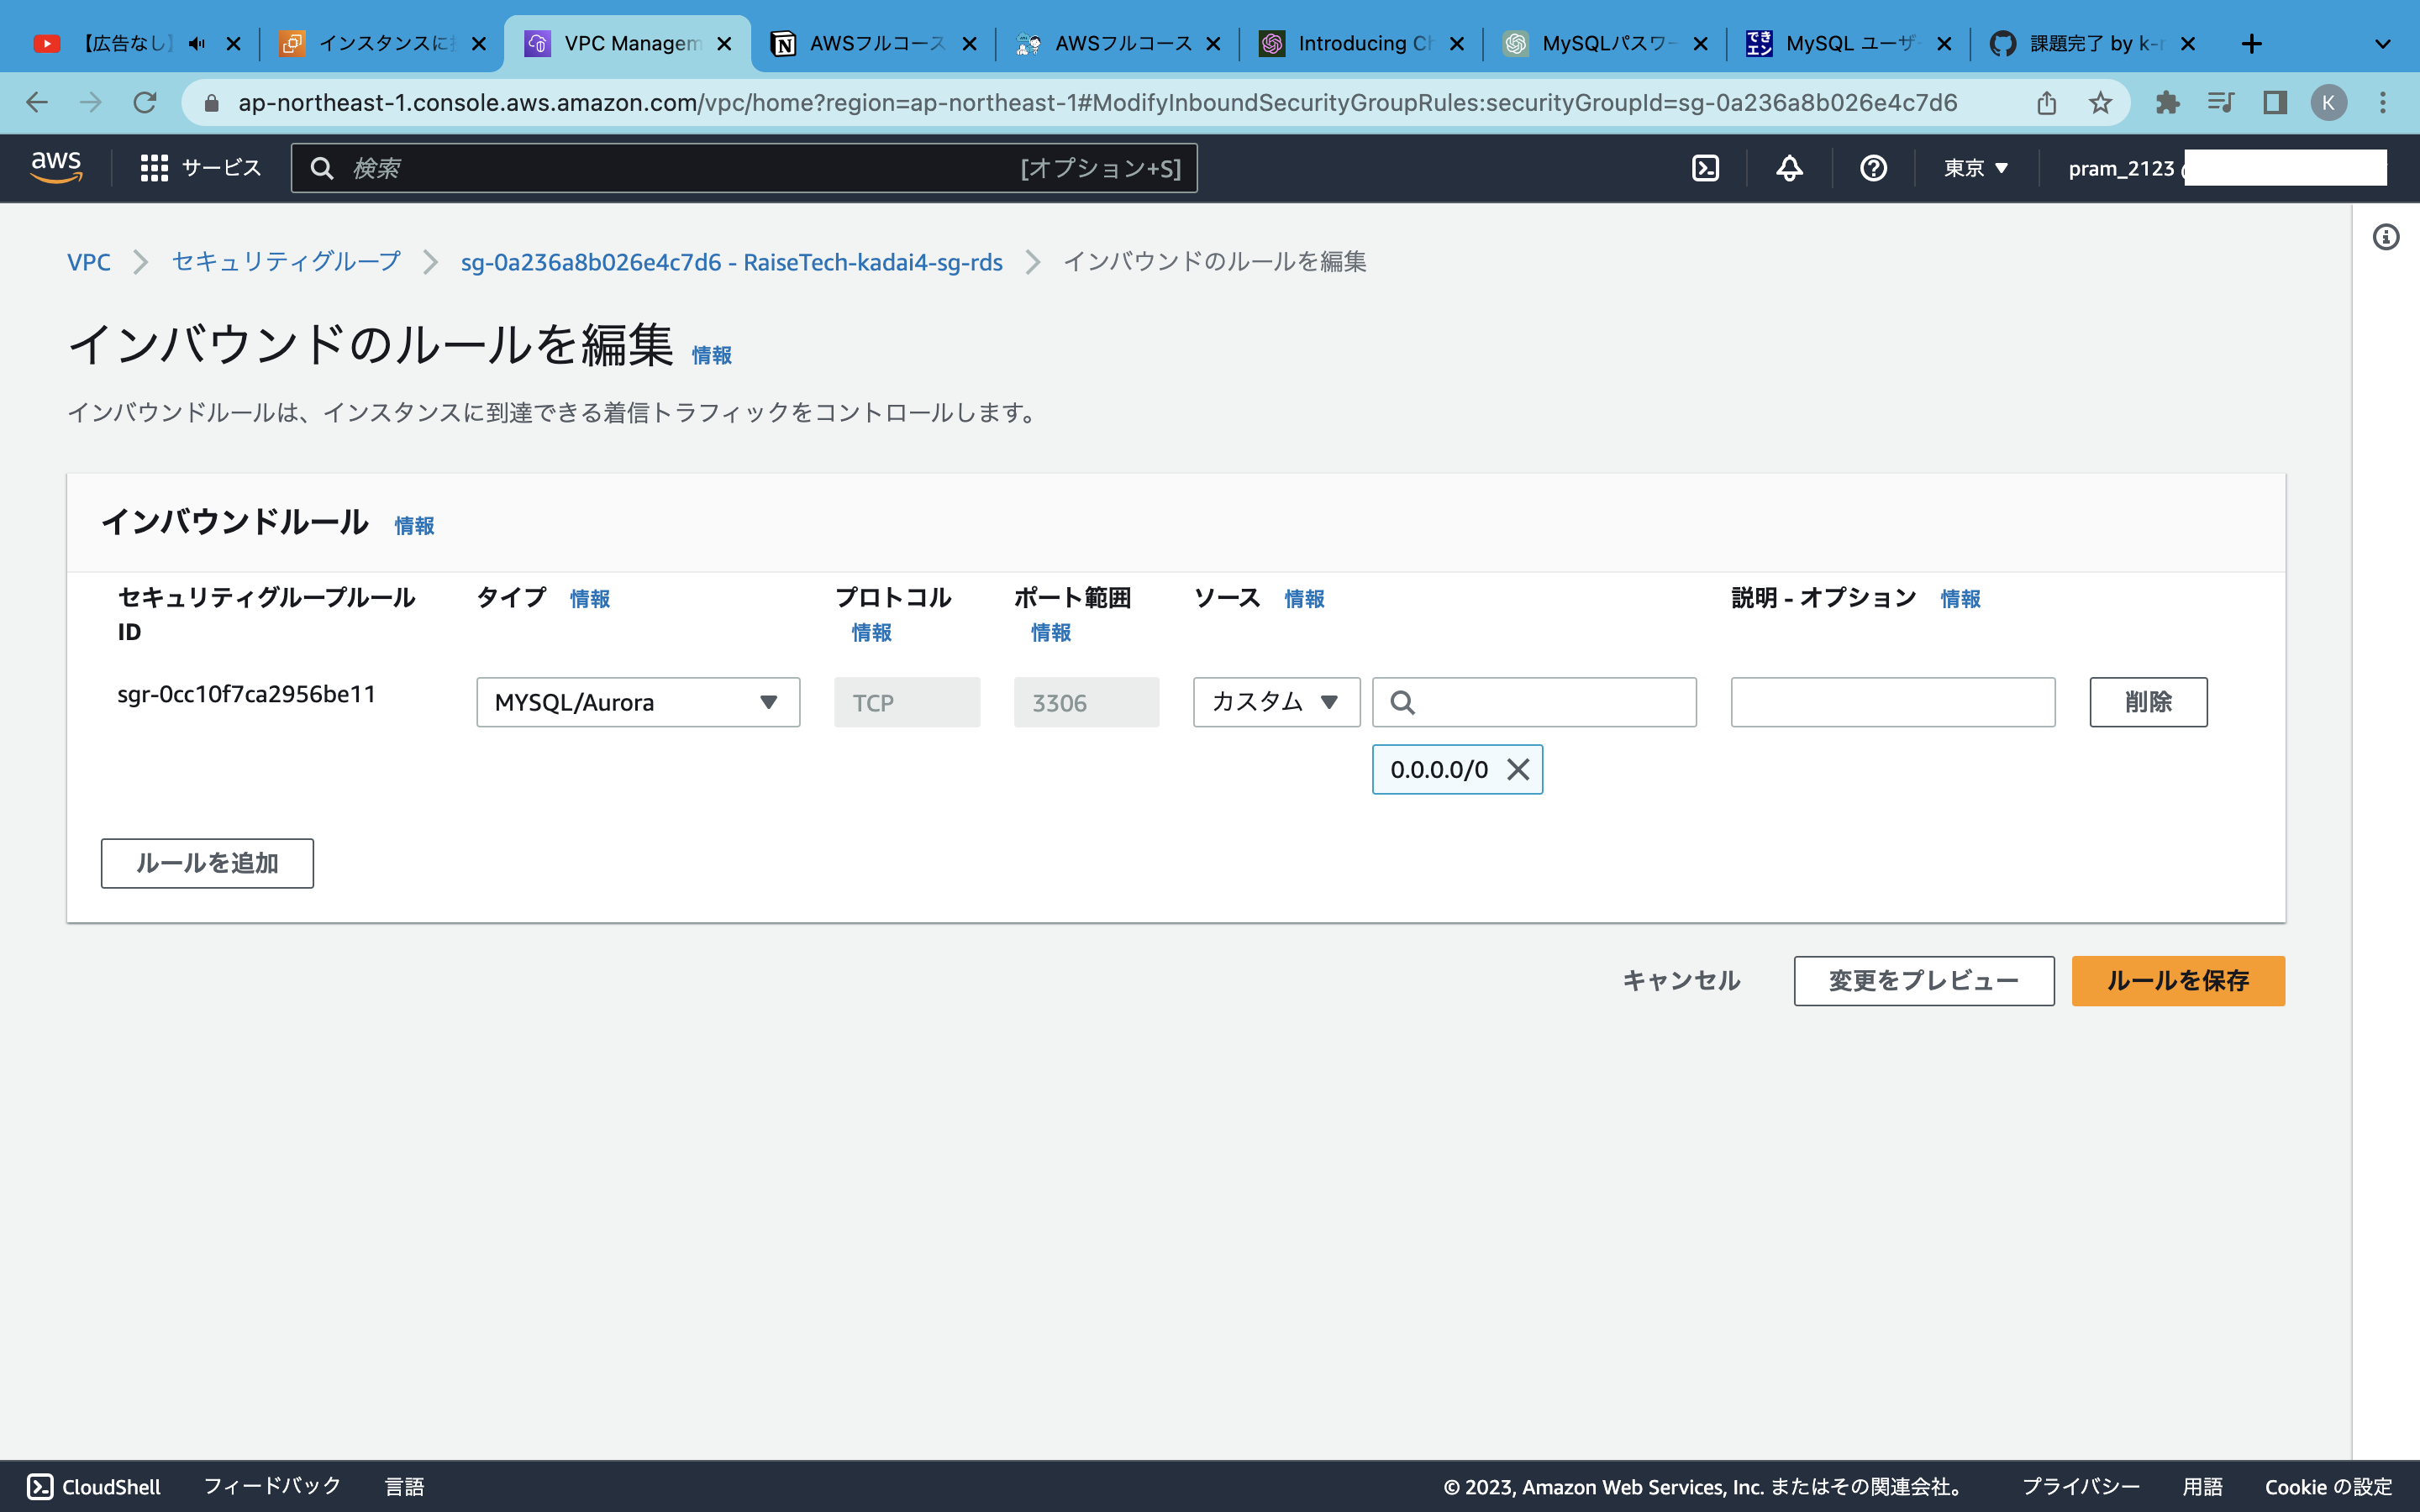 【広告なし】
インスタンスに
VPC Managem
AWSフルコース
AWSフルコース
Introducing Ch
MySQLパスワー
MySQL ユーザー
課題完了 by k-r
ap-northeast-1.console.aws.amazon.com/vpc/home?region=ap-northeast-1#ModifyInboundSecurityGroupRules:securityGroupId=sg-0a236a8b026e4c7d6
K
aws
サービス
検索
[オプション+S]
東京
pram_2123
VPC
セキュリティグループ
sg-0a236a8b026e4c7d6 - RaiseTech-kadai4-sg-rds
インバウンドのルールを編集
インバウンドのルールを編集 情報
インバウンドルールは、インスタンスに到達できる着信トラフィックをコントロールします。
インバウンドルール 情報
セキュリティグループルール
ID
タイプ 情報
プロトコル
情報
ポート範囲
情報
ソース 情報
説明 - オプション 情報
sgr-0cc10f7ca2956be11
MYSQL/Aurora
TCP
3306
カスタム
削除
0.0.0.0/0
ルールを追加
キャンセル
変更をプレビュー
ルールを保存
CloudShell
フィードバック
言語
© 2023, Amazon Web Services, Inc. またはその関連会社。
プライバシー
用語
Cookie の設定